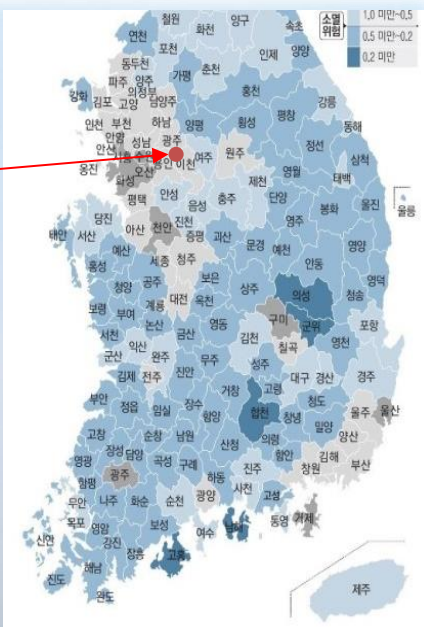 소멸
위험
1.0 미만~0.5
0.5 미만~0.2
0.2 미만
철원 화천 양구
속초
연천 포천 인제 양양
동두천 가평 춘천
파주 양주
의정부 홍천
강화 김포 고양 남양주 강릉
인천 부천 하남 양평 횡성 평창 동해
안양 성남 광주 정선
안산 여주 원주 삼척
옹진 오산 이천 영월 태백
화성 제천
평택 안성 음성 충주 단양 봉화 울진
당진 영주 울릉
태안 서산 아산 천안 진천
증평 괴산 문경 예천 영양
예산 안동
홍성 세종 청주 영덕
청양 공주 보은 상주 의성 청송
보령 부여 계룡 대전 옥천 구미 군위
서천 논산 금산 영동 김천 칠곡 영천 포항
익산
군산 완주 무주 성주
김제 전주 진안 대구 경산 경주
부안 거창 고령 청도
정읍 임실 장수 합천 창녕 울주 울산
함양 밀양
고창 순창 남원 산청 의령 양산
장성 담양 함안 김해
영광 곡성 구례 하동 진주 창원 부산
함평 광주
무안 나주 화순 순천 광양 사천 고성
목포 통영 거제
신안 영암 보성 여수 남해
강진 장흥 고흥
진도 해남
완도
제주